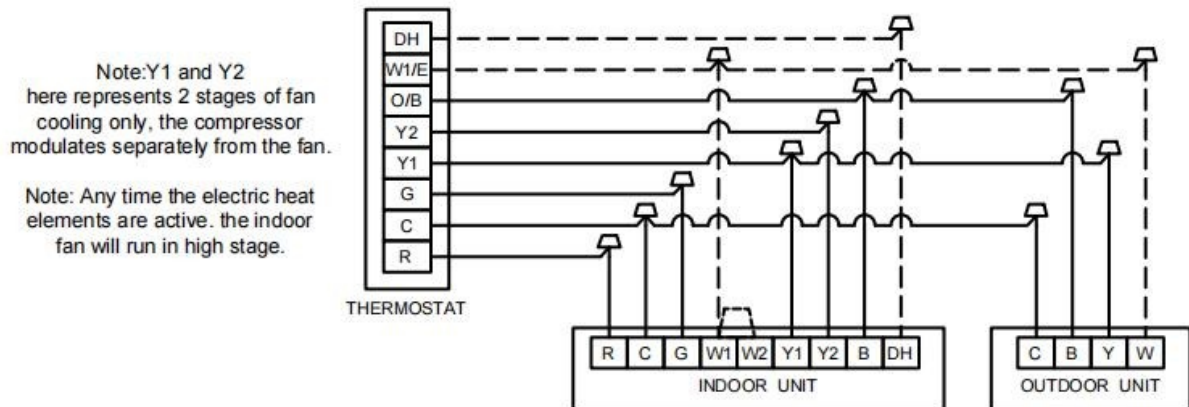 Note:Y1 and Y2
here represents 2 stages of fan
cooling only, the compressor
modulates separately from the fan.
Note: Any time the electric heat
elements are active. the indoor
fan will run in high stage.
DH
W1/E
O/B
Y2
Y1
G
C
R
THERMOSTAT
R C G W1 W2 Y1 Y2 B DH
INDOOR UNIT
C B Y W
OUTDOOR UNIT